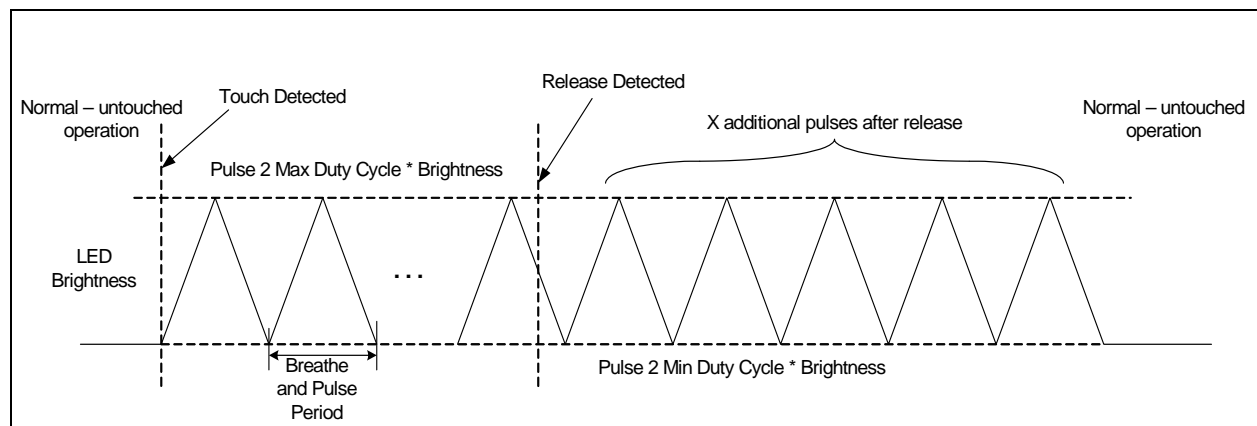 Normal – untouched
operation
Touch Detected
Release Detected
X additional pulses after release
Normal – untouched
operation
Pulse 2 Max Duty Cycle * Brightness
LED
Brightness
. . .
Breathe
and Pulse
Period
Pulse 2 Min Duty Cycle * Brightness